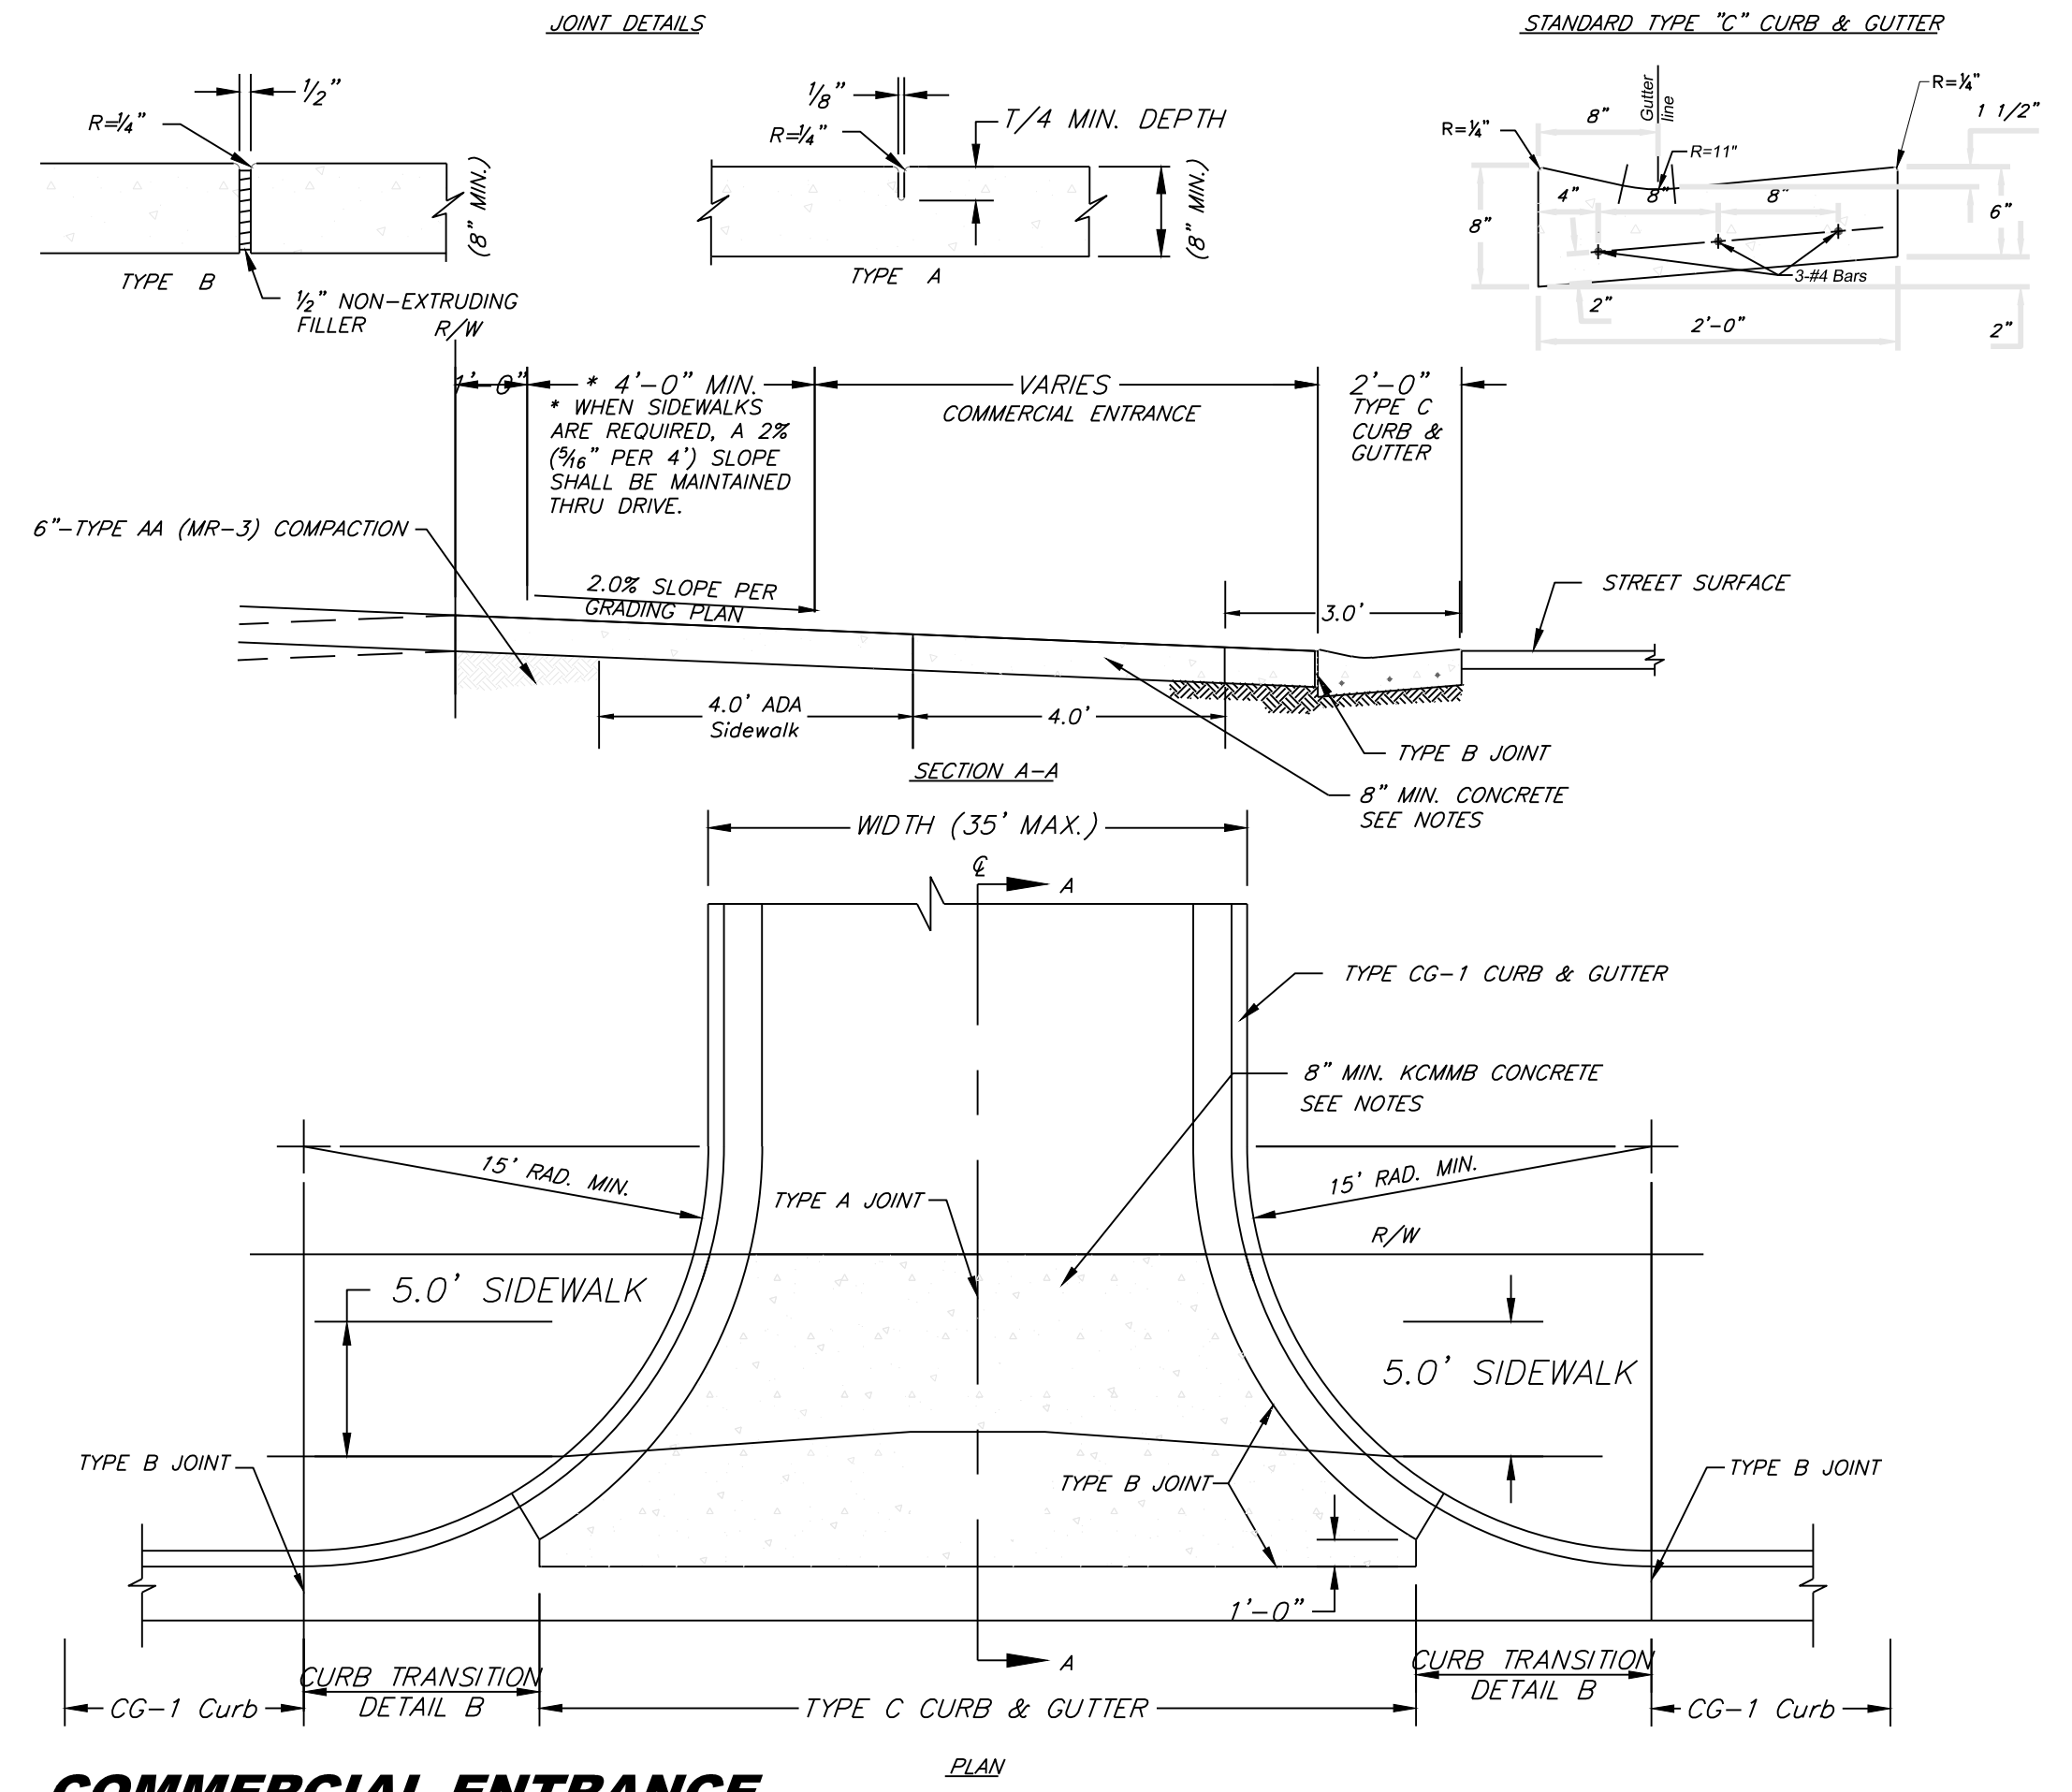 JOINT DETAILS
STANDARD TYPE "C" CURB & GUTTER
1/2"
R=1/4"
(8" MIN.)
TYPE B
1/2" NON-EXTRUDING
FILLER
1/8"
R=1/4"
T/4 MIN. DEPTH
(8" MIN.)
TYPE A
R=1/4"
8"
Gutter
line
R=11"
R=1/4"
1 1/2"
4"
8"
8"
8"
6"
3-#4 Bars
2"
2'-0"
2"
R/W
1'-0"
* 4'-0" MIN.
* WHEN SIDEWALKS
ARE REQUIRED, A 2%
(5/16" PER 4') SLOPE
SHALL BE MAINTAINED
THRU DRIVE.
VARIES
COMMERCIAL ENTRANCE
2'-0"
TYPE C
CURB &
GUTTER
6"-TYPE AA (MR-3) COMPACTION
2.0% SLOPE PER
GRADING PLAN
3.0'
STREET SURFACE
4.0' ADA
Sidewalk
4.0'
TYPE B JOINT
SECTION A-A
8" MIN. CONCRETE
SEE NOTES
WIDTH (35' MAX.)
℄
A
TYPE CG-1 CURB & GUTTER
8" MIN. KCMMB CONCRETE
SEE NOTES
15' RAD. MIN.
15' RAD. MIN.
TYPE A JOINT
R/W
5.0' SIDEWALK
5.0' SIDEWALK
TYPE B JOINT
TYPE B JOINT
TYPE B JOINT
1'-0"
A
CURB TRANSITION
DETAIL B
CURB TRANSITION
DETAIL B
CG-1 Curb
TYPE C CURB & GUTTER
CG-1 Curb
PLAN
COMMERCIAL ENTRANCE